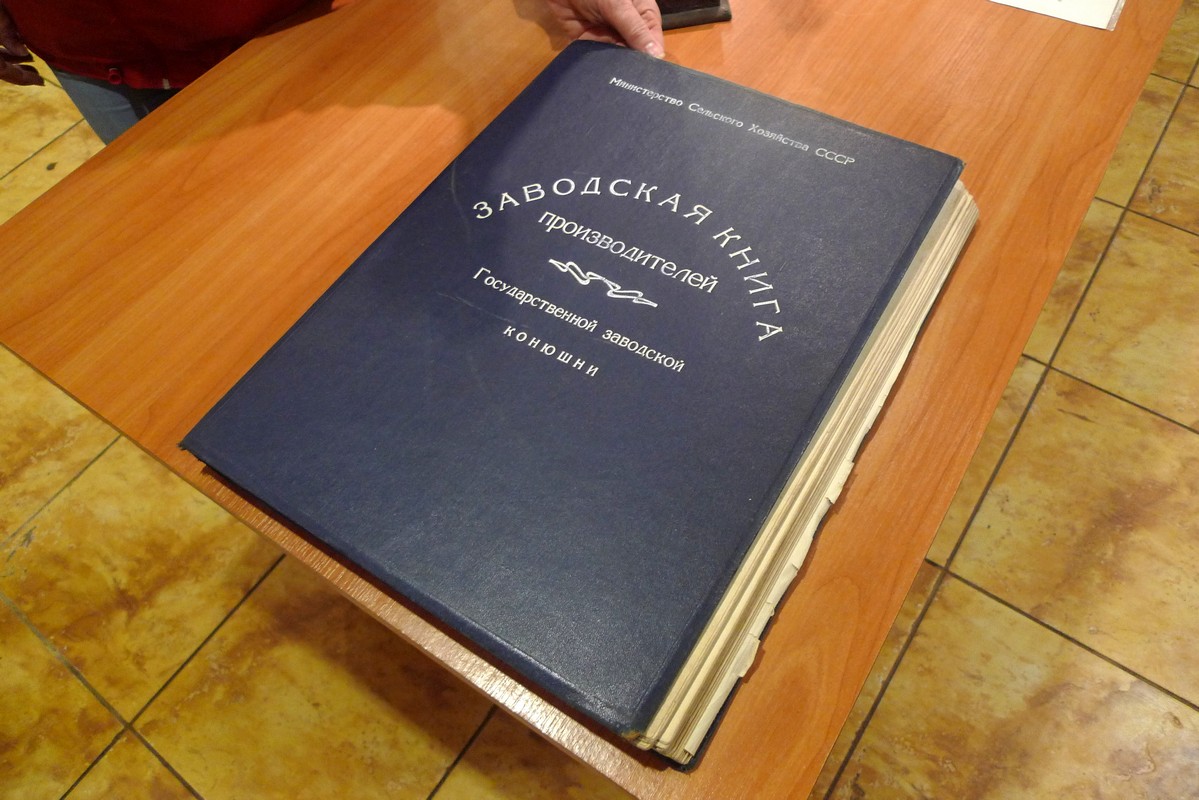 Министерство Сельского Хозяйства СССР
ЗАВОДСКАЯ КНИГА
производителей
Государственной заводской
конюшни